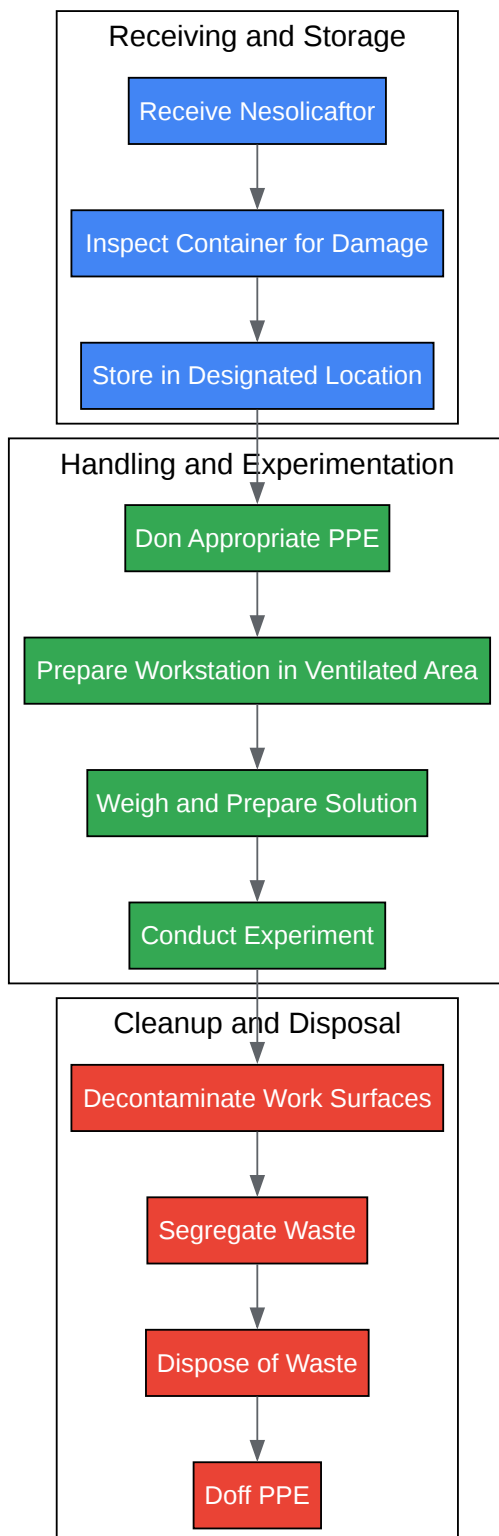 Receiving and Storage
Receive Nesolicaftor
Inspect Container for Damage
Store in Designated Location
Handling and Experimentation
Don Appropriate PPE
Prepare Workstation in Ventilated Area
Weigh and Prepare Solution
Conduct Experiment
Cleanup and Disposal
Decontaminate Work Surfaces
Segregate Waste
Dispose of Waste
Doff PPE